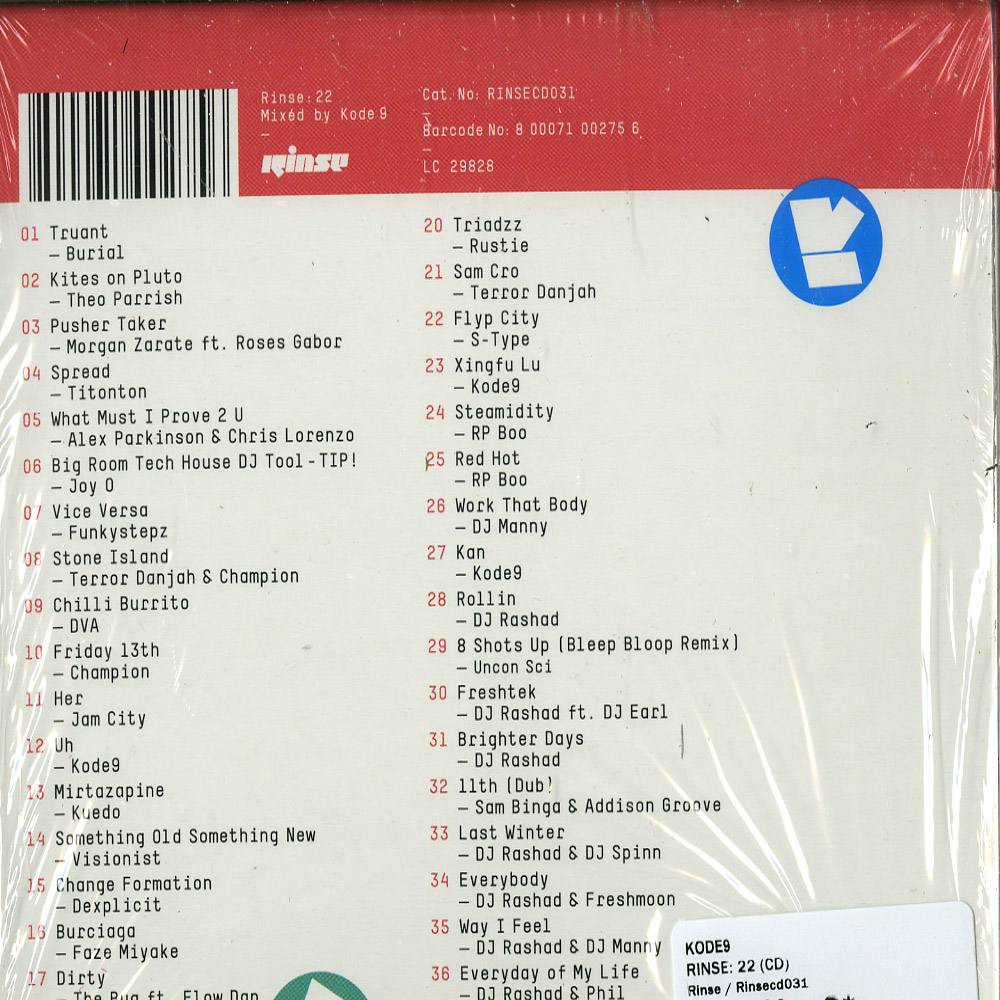 Rinse: 22
Mixed by Kode9
–
rinse
Cat. No: RINSECD031
–
Barcode No: 8 00071 00275 6
–
LC 29828
01 Truant
– Burial
02 Kites on Pluto
– Theo Parrish
03 Pusher Taker
– Morgan Zarate ft. Roses Gabor
04 Spread
– Titonton
05 What Must I Prove 2 U
– Alex Parkinson & Chris Lorenzo
06 Big Room Tech House DJ Tool - TIP!
– Joy O
07 Vice Versa
– Funkystepz
08 Stone Island
– Terror Danjah & Champion
09 Chilli Burrito
– DVA
10 Friday 13th
– Champion
11 Her
– Jam City
12 Uh
– Kode9
13 Mirtazapine
– Kuedo
14 Something Old Something New
– Visionist
15 Change Formation
– Dexplicit
16 Burciaga
– Faze Miyake
17 Dirty
– The Bug ft. Flow Dan
20 Triadzz
– Rustie
21 Sam Cro
– Terror Danjah
22 Flyp City
– S-Type
23 Xingfu Lu
– Kode9
24 Steamidity
– RP Boo
25 Red Hot
– RP Boo
26 Work That Body
– DJ Manny
27 Kan
– Kode9
28 Rollin
– DJ Rashad
29 8 Shots Up (Bleep Bloop Remix)
– Uncon Sci
30 Freshtek
– DJ Rashad ft. DJ Earl
31 Brighter Days
– DJ Rashad
32 11th (Dub)
– Sam Binga & Addison Groove
33 Last Winter
– DJ Rashad & DJ Spinn
34 Everybody
– DJ Rashad & Freshmoon
35 Way I Feel
– DJ Rashad & DJ Manny
36 Everyday of My Life
– DJ Rashad & Phil
KODE9
RINSE: 22 (CD)
Rinse / Rinsecd031